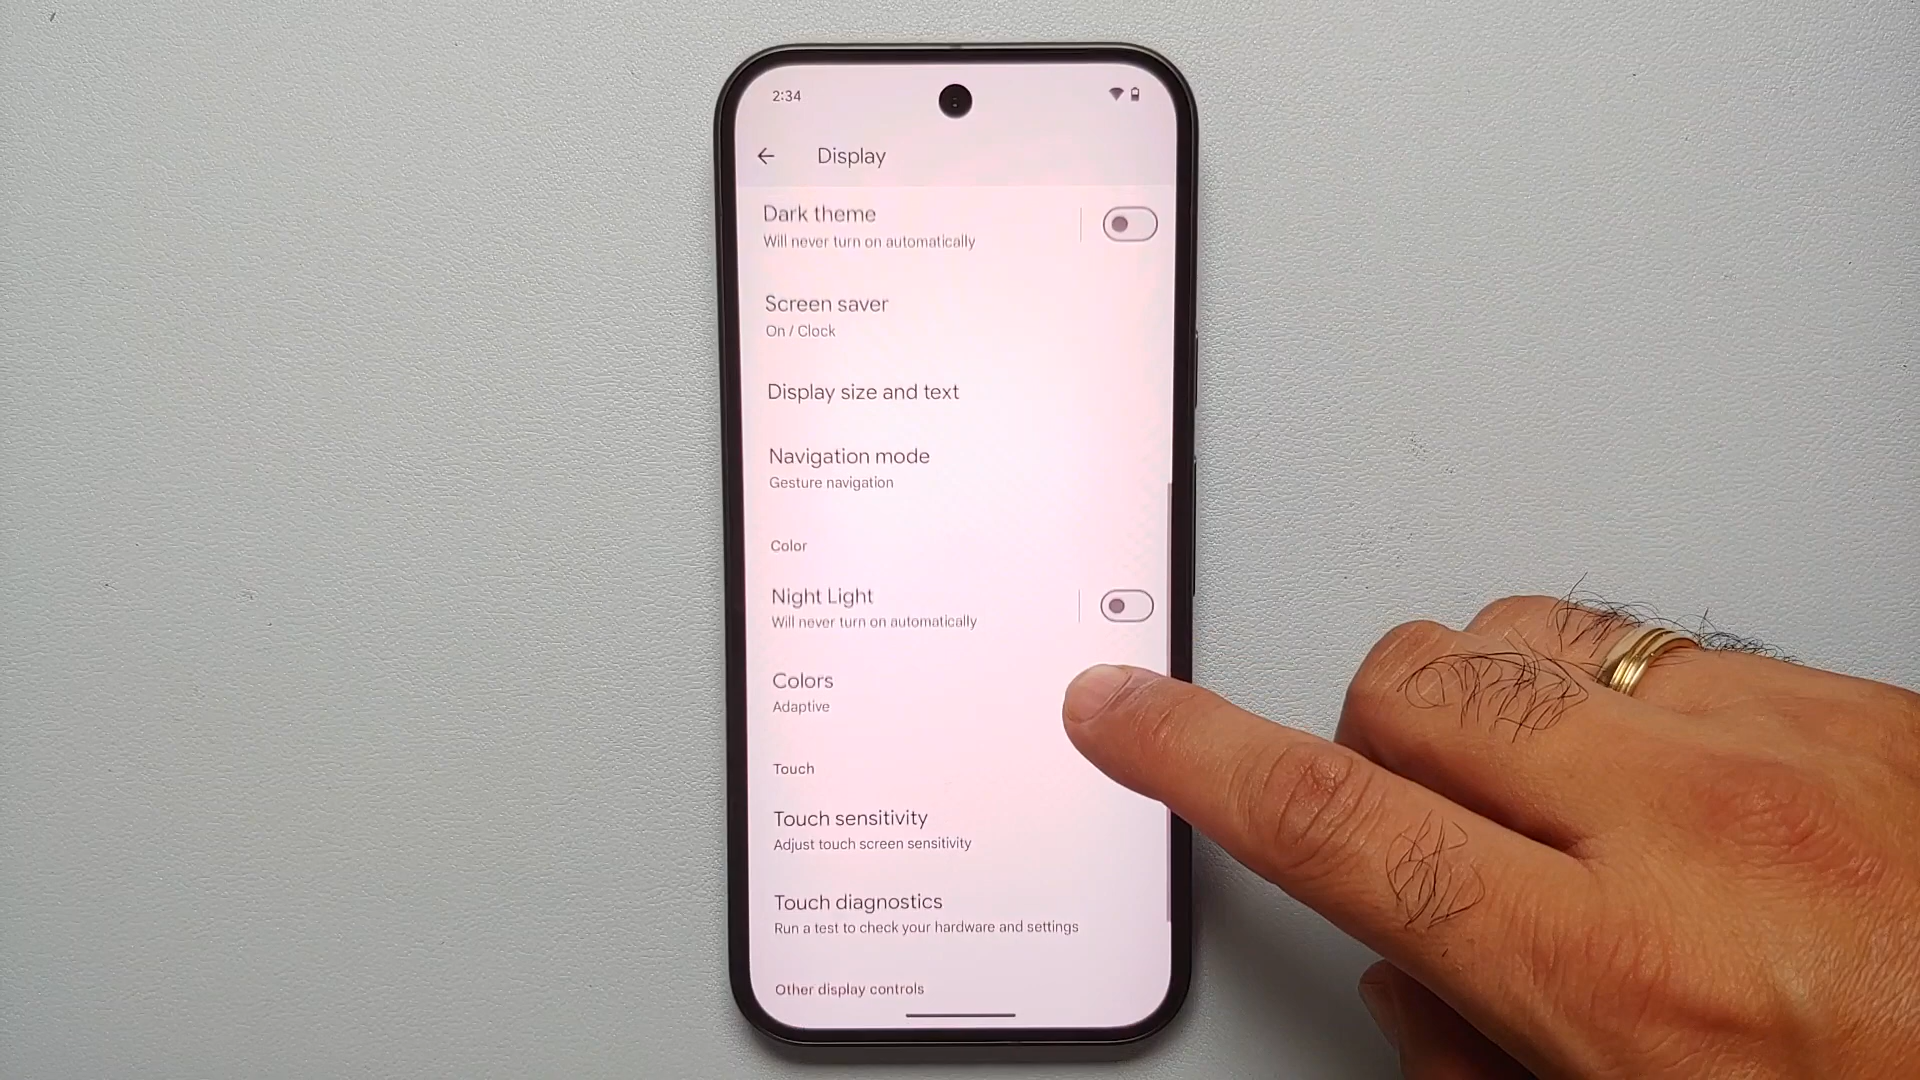 2:34
Display
Dark theme
Will never turn on automatically
Screen saver
On / Clock
Display size and text
Navigation mode
Gesture navigation
Color
Night Light
Will never turn on automatically
Colors
Adaptive
Touch
Touch sensitivity
Adjust touch screen sensitivity
Touch diagnostics
Run a test to check your hardware and settings
Other display controls